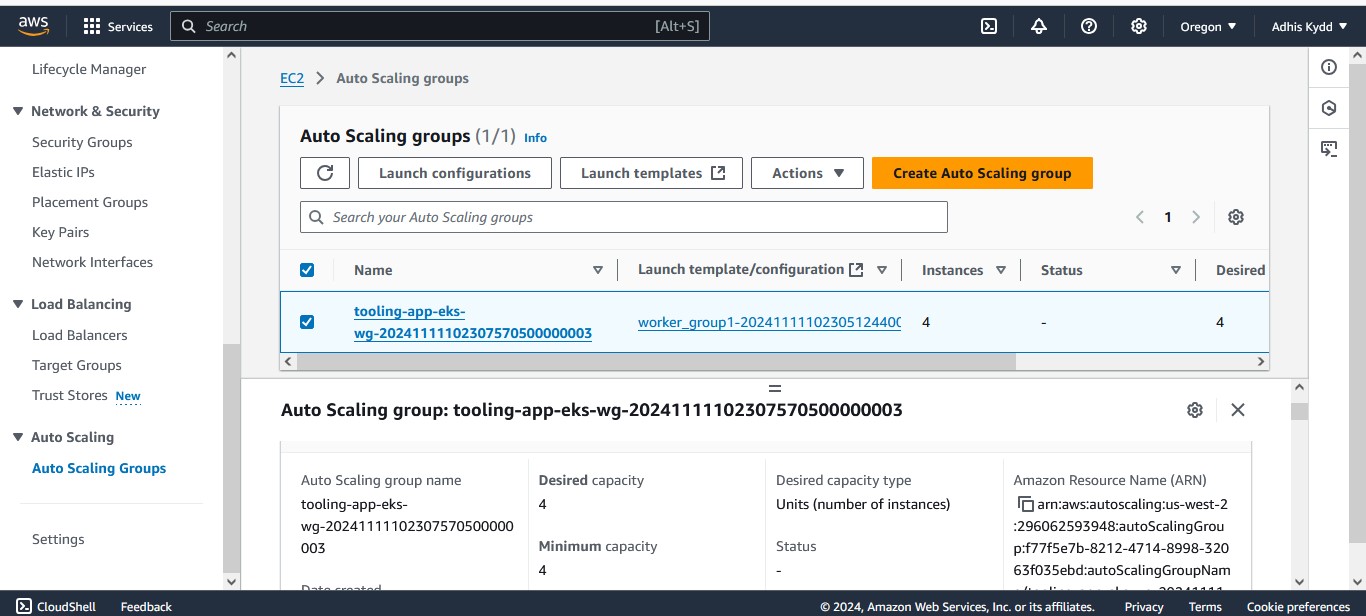 aws
Services
Search [Alt+S]
Oregon
Adhis Kydd
Lifecycle Manager
Network & Security
Security Groups
Elastic IPs
Placement Groups
Key Pairs
Network Interfaces
Load Balancing
Load Balancers
Target Groups
Trust Stores New
Auto Scaling
Auto Scaling Groups
Settings
EC2 > Auto Scaling groups
Auto Scaling groups (1/1) Info
Launch configurations
Launch templates
Actions
Create Auto Scaling group
Search your Auto Scaling groups
1
Name
Launch template/configuration
Instances
Status
Desired
tooling-app-eks-
wg-20241111102307570500000003
worker_group1-20241111102305124400
4
-
4
Auto Scaling group: tooling-app-eks-wg-20241111102307570500000003
Auto Scaling group name
tooling-app-eks-
wg-20241111102307570500000
003
Date created
Desired capacity
4
Minimum capacity
4
Desired capacity type
Units (number of instances)
Status
-
Amazon Resource Name (ARN)
arn:aws:autoscaling:us-west-2
:296062593948:autoScalingGrou
p:f77f5e7b-8212-4714-8998-320
63f035ebd:autoScalingGroupNam
CloudShell
Feedback
© 2024, Amazon Web Services, Inc. or its affiliates.
Privacy
Terms
Cookie preferences